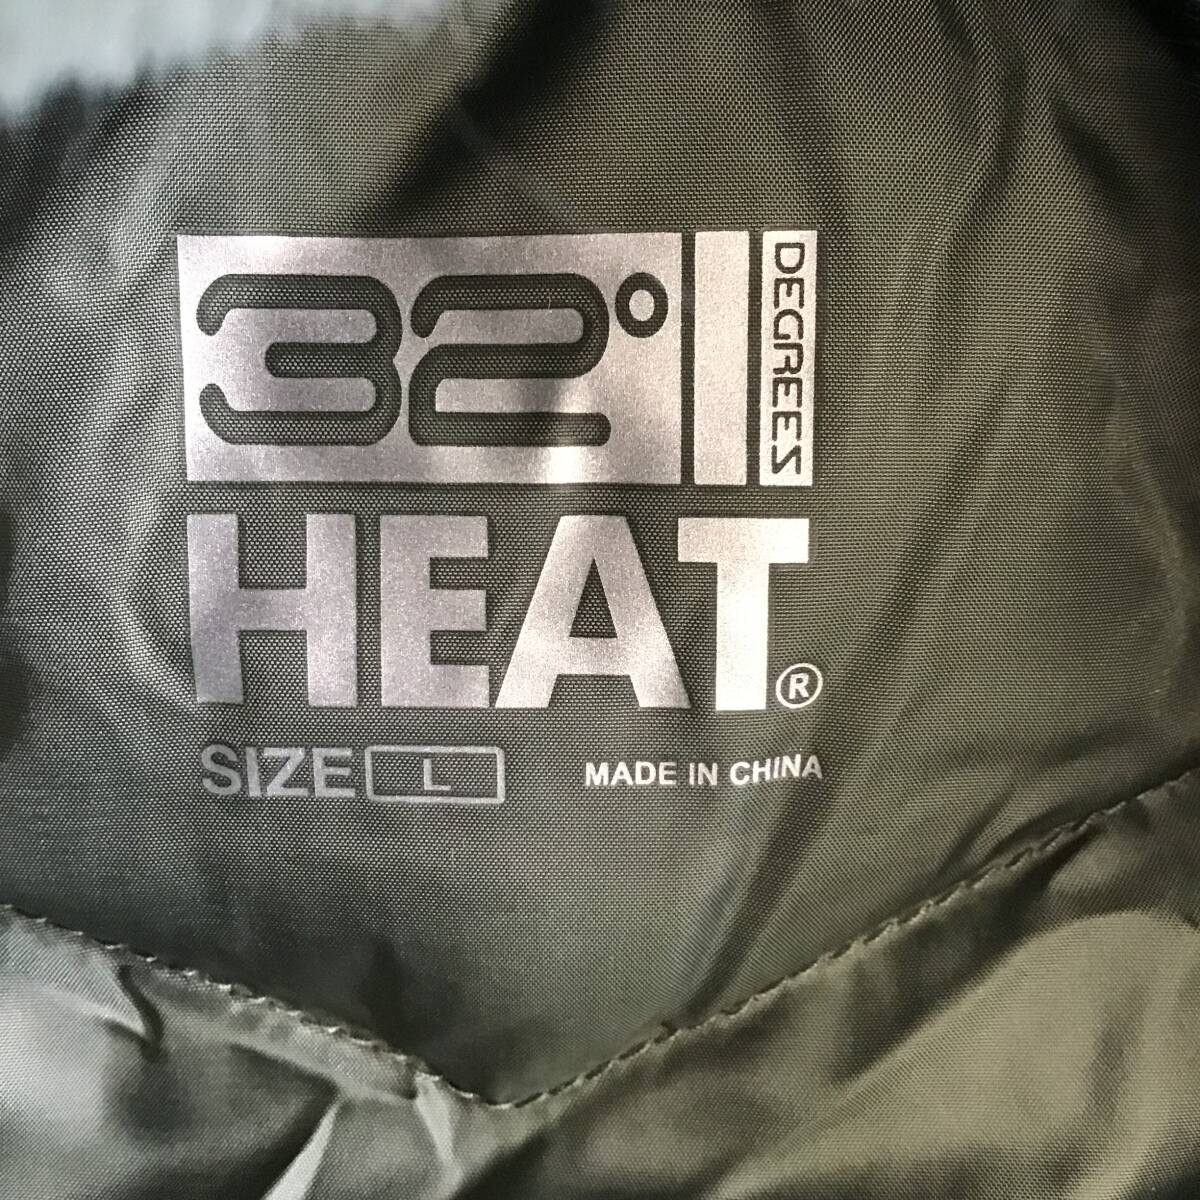 32° DEGREES
HEAT®
SIZE L MADE IN CHINA